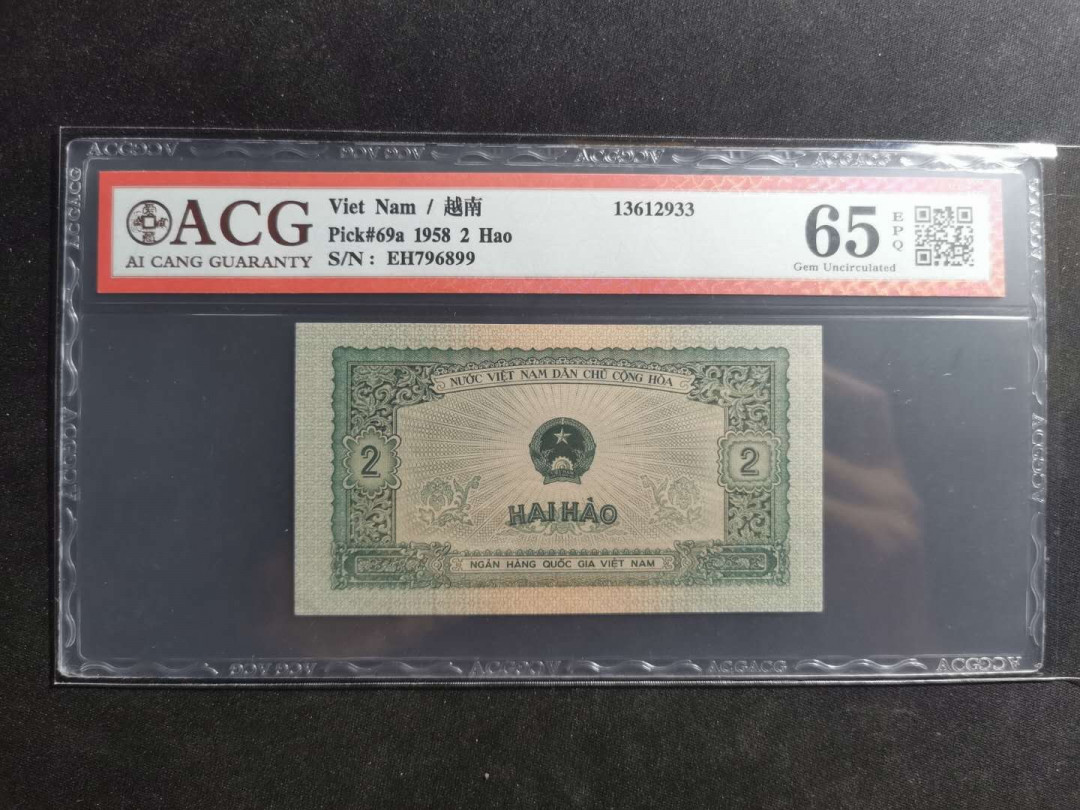 ACG
AI CANG GUARANTY
Viet Nam / 越南
Pick#69a 1958 2 Hao
S/N : EH796899
13612933
65
EPQ
Gem Uncirculated
NƯỚC VIỆT NAM DÂN CHỦ CỘNG HÒA
2
2
HAI HÀO
NGÂN HÀNG QUỐC GIA VIỆT NAM